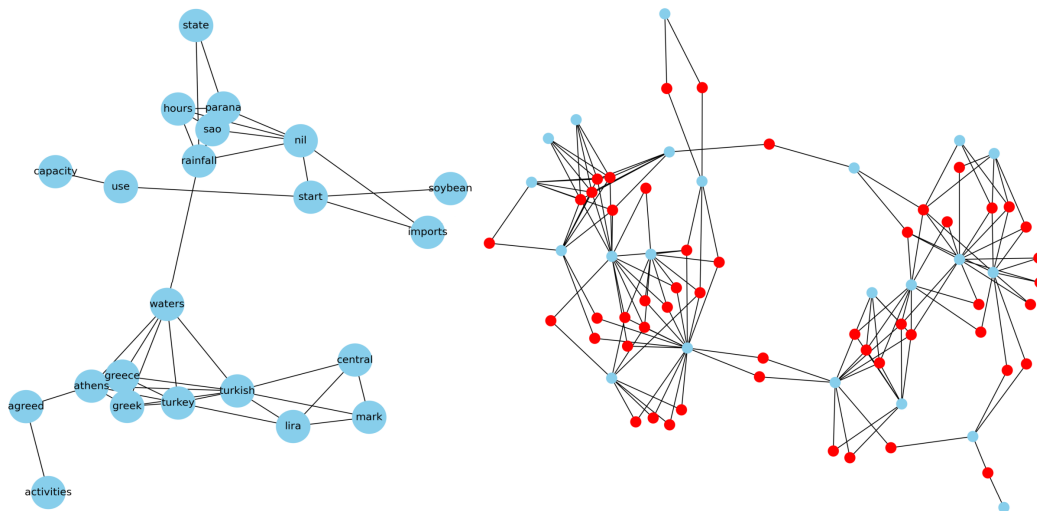 state
hours
parana
sao
nil
rainfall
capacity
use
start
soybean
imports
waters
greece
central
athens
turkish
agreed
greek
turkey
mark
lira
activities